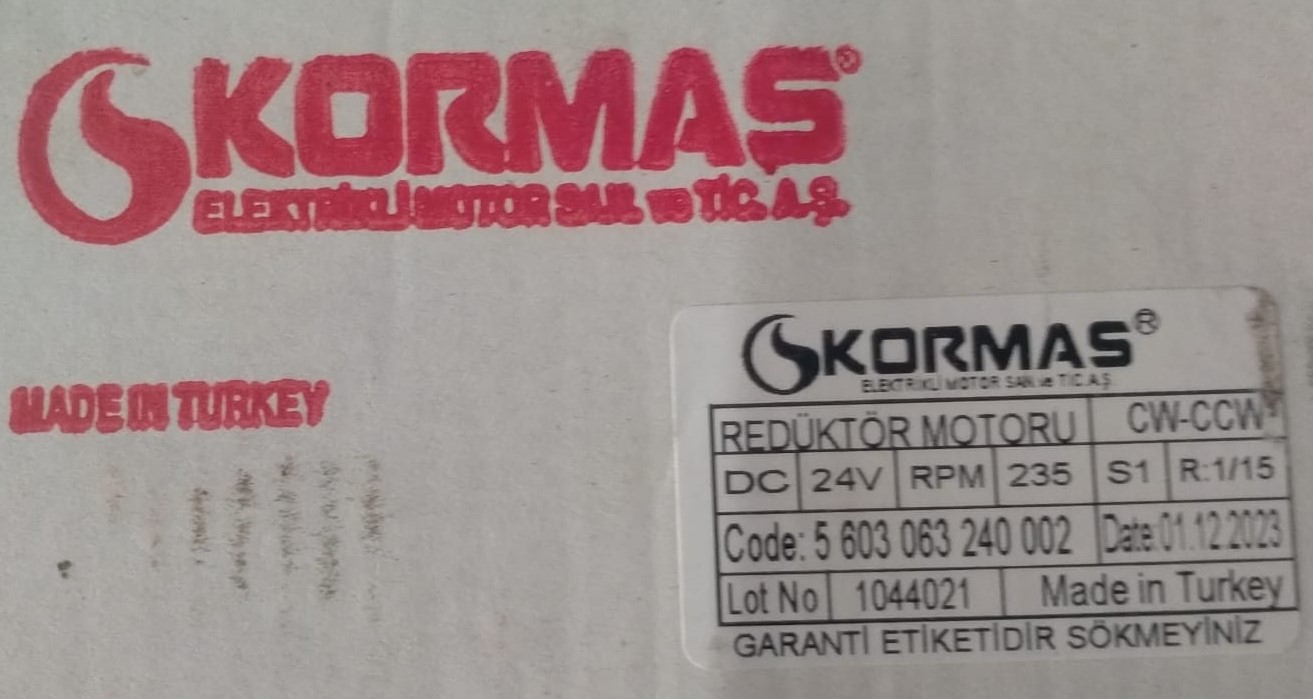 KORMAS®
ELEKTRİKLİ MOTOR SAN. ve TİC. A.Ş.
MADE IN TURKEY
KORMAS®
ELEKTRİKLİ MOTOR SAN ve TİC.A.Ş.
REDÜKTÖR MOTORU CW-CCW
DC 24V RPM 235 S1 R:1/15
Code: 5 603 063 240 002 Date:01.12.2023
Lot No 1044021 Made in Turkey
GARANTİ ETİKETİDİR SÖKMEYİNİZ